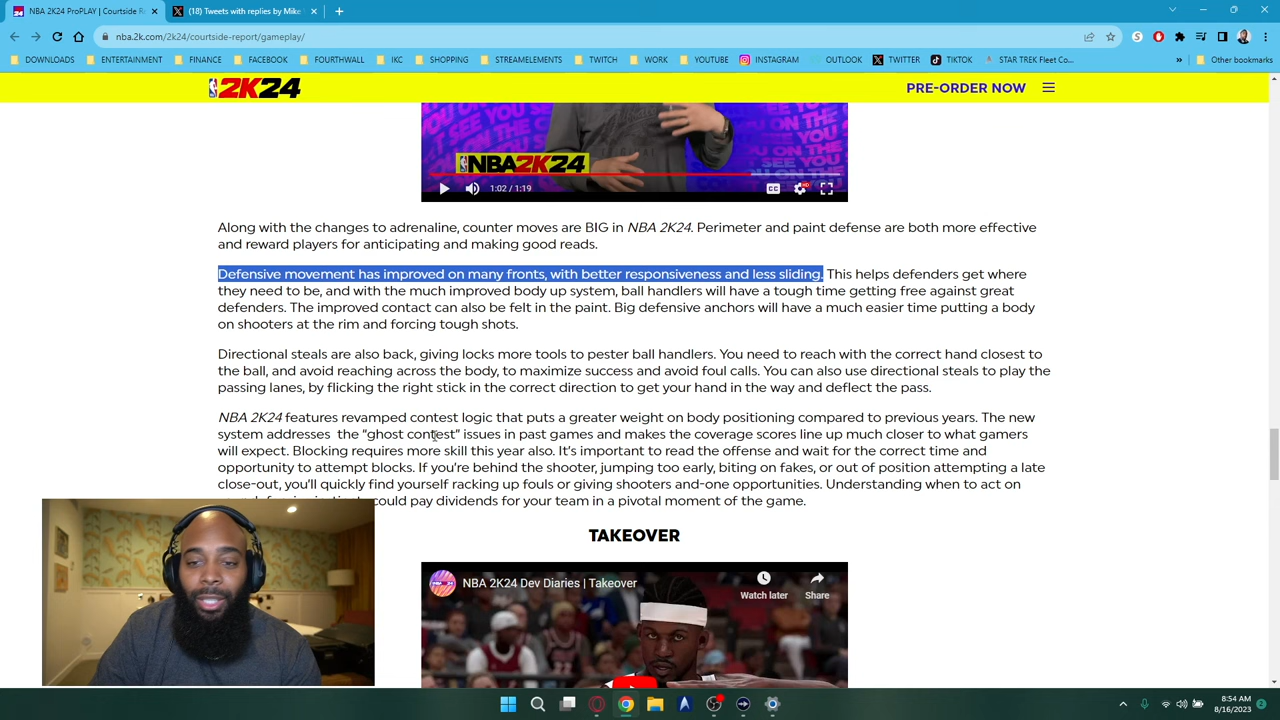 NBA 2K24 ProPLAY | Courtside Re
(18) Tweets with replies by Mike
nba.2k.com/2k24/courtside-report/gameplay/
DOWNLOADS ENTERTAINMENT FINANCE FACEBOOK FOURTHWALL IKC SHOPPING STREAMELEMENTS TWITCH WORK YOUTUBE INSTAGRAM OUTLOOK TWITTER TIKTOK STAR TREK Fleet Co... » Other bookmarks
2K24
PRE-ORDER NOW
NBA2K24
1:02 / 1:19
Along with the changes to adrenaline, counter moves are BIG in NBA 2K24. Perimeter and paint defense are both more effective
and reward players for anticipating and making good reads.
Defensive movement has improved on many fronts, with better responsiveness and less sliding. This helps defenders get where
they need to be, and with the much improved body up system, ball handlers will have a tough time getting free against great
defenders. The improved contact can also be felt in the paint. Big defensive anchors will have a much easier time putting a body
on shooters at the rim and forcing tough shots.
Directional steals are also back, giving locks more tools to pester ball handlers. You need to reach with the correct hand closest to
the ball, and avoid reaching across the body, to maximize success and avoid foul calls. You can also use directional steals to play the
passing lanes, by flicking the right stick in the correct direction to get your hand in the way and deflect the pass.
NBA 2K24 features revamped contest logic that puts a greater weight on body positioning compared to previous years. The new
system addresses the “ghost contest” issues in past games and makes the coverage scores line up much closer to what gamers
will expect. Blocking requires more skill this year also. It’s important to read the offense and wait for the correct time and
opportunity to attempt blocks. If you’re behind the shooter, jumping too early, biting on fakes, or out of position attempting a late
close-out, you’ll quickly find yourself racking up fouls or giving shooters and-one opportunities. Understanding when to act on
could pay dividends for your team in a pivotal moment of the game.
TAKEOVER
NBA 2K24 Dev Diaries | Takeover
Watch later
Share
8:54 AM
8/16/2023